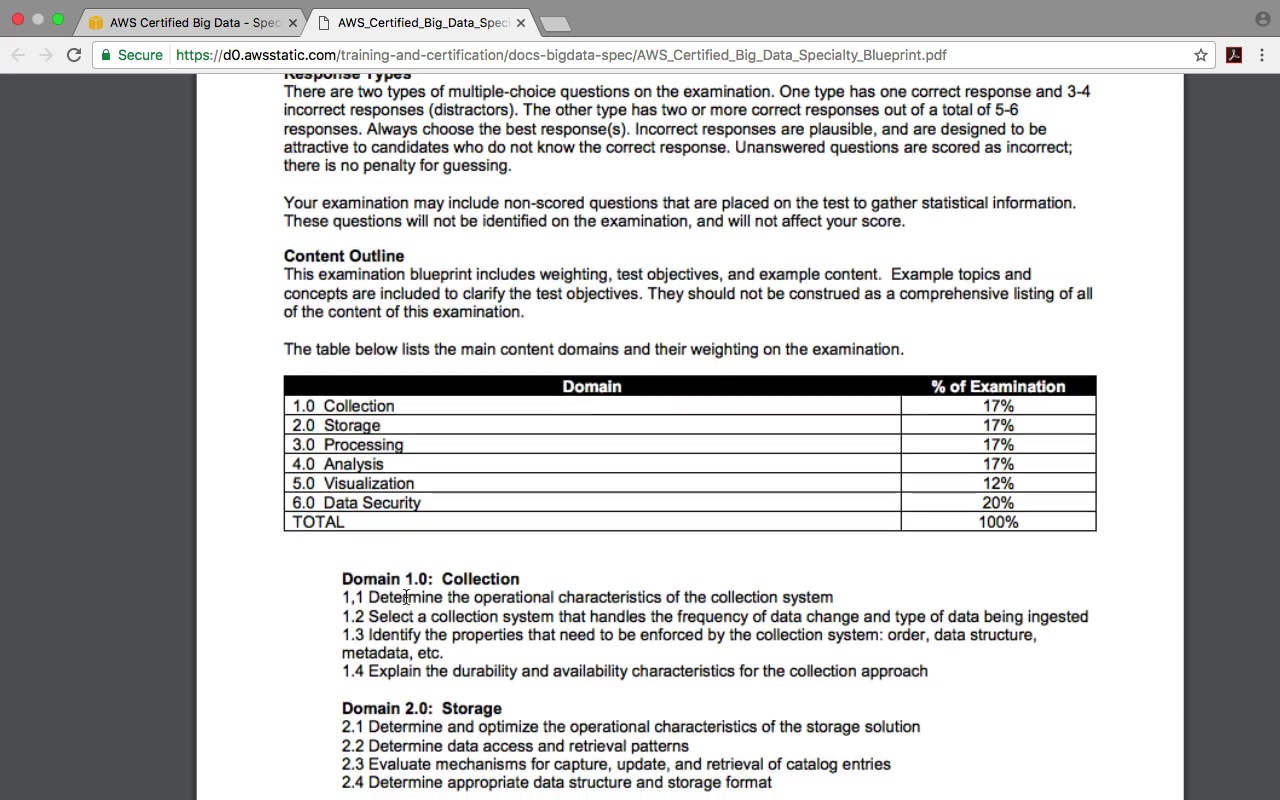 AWS Certified Big Data - Spec
AWS_Certified_Big_Data_Speci
Secure https://d0.awsstatic.com/training-and-certification/docs-bigdata-spec/AWS_Certified_Big_Data_Specialty_Blueprint.pdf
Response Types
There are two types of multiple-choice questions on the examination. One type has one correct response and 3-4
incorrect responses (distractors). The other type has two or more correct responses out of a total of 5-6
responses. Always choose the best response(s). Incorrect responses are plausible, and are designed to be
attractive to candidates who do not know the correct response. Unanswered questions are scored as incorrect;
there is no penalty for guessing.
Your examination may include non-scored questions that are placed on the test to gather statistical information.
These questions will not be identified on the examination, and will not affect your score.
Content Outline
This examination blueprint includes weighting, test objectives, and example content. Example topics and
concepts are included to clarify the test objectives. They should not be construed as a comprehensive listing of all
of the content of this examination.
The table below lists the main content domains and their weighting on the examination.
Domain % of Examination
1.0 Collection 17%
2.0 Storage 17%
3.0 Processing 17%
4.0 Analysis 17%
5.0 Visualization 12%
6.0 Data Security 20%
TOTAL 100%
Domain 1.0: Collection
1,1 Determine the operational characteristics of the collection system
1.2 Select a collection system that handles the frequency of data change and type of data being ingested
1.3 Identify the properties that need to be enforced by the collection system: order, data structure,
metadata, etc.
1.4 Explain the durability and availability characteristics for the collection approach
Domain 2.0: Storage
2.1 Determine and optimize the operational characteristics of the storage solution
2.2 Determine data access and retrieval patterns
2.3 Evaluate mechanisms for capture, update, and retrieval of catalog entries
2.4 Determine appropriate data structure and storage format